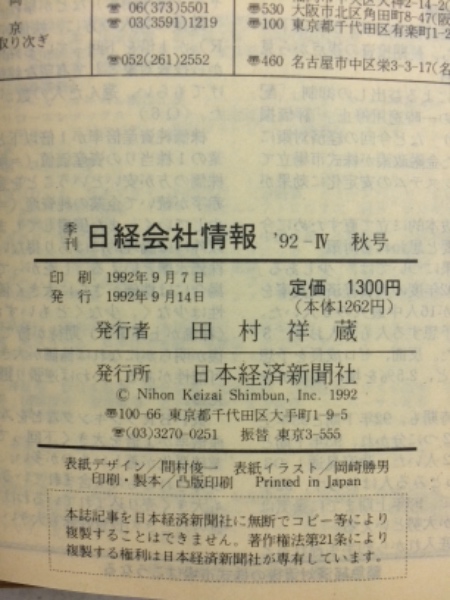 ☎ 06(373)5501
☎ 03(3591)1219
☎052(261)2552
〠530 大阪市北区角田町8-47
〠100 東京都千代田区有楽町1-2
〠460 名古屋市中区栄3-3-17
京
取り次ぎ
季刊 日経会社情報 '92-Ⅳ 秋号
印 刷 1992年9月7日
発 行 1992年9月14日
定価 1300円
(本体1262円)
発行者 田村祥蔵
発行所 日本経済新聞社
© Nihon Keizai Shimbun, Inc. 1992
〠100-66 東京都千代田区大手町1-9-5
☎(03)3270-0251 振替 東京3-555
表紙デザイン/間村俊一 表紙イラスト/岡崎勝男
印刷・製本/凸版印刷 Printed in Japan
本誌記事を日本経済新聞社に無断でコピー等により
複製することはできません。著作権法第21条により
複製する権利は日本経済新聞社が専有しています。